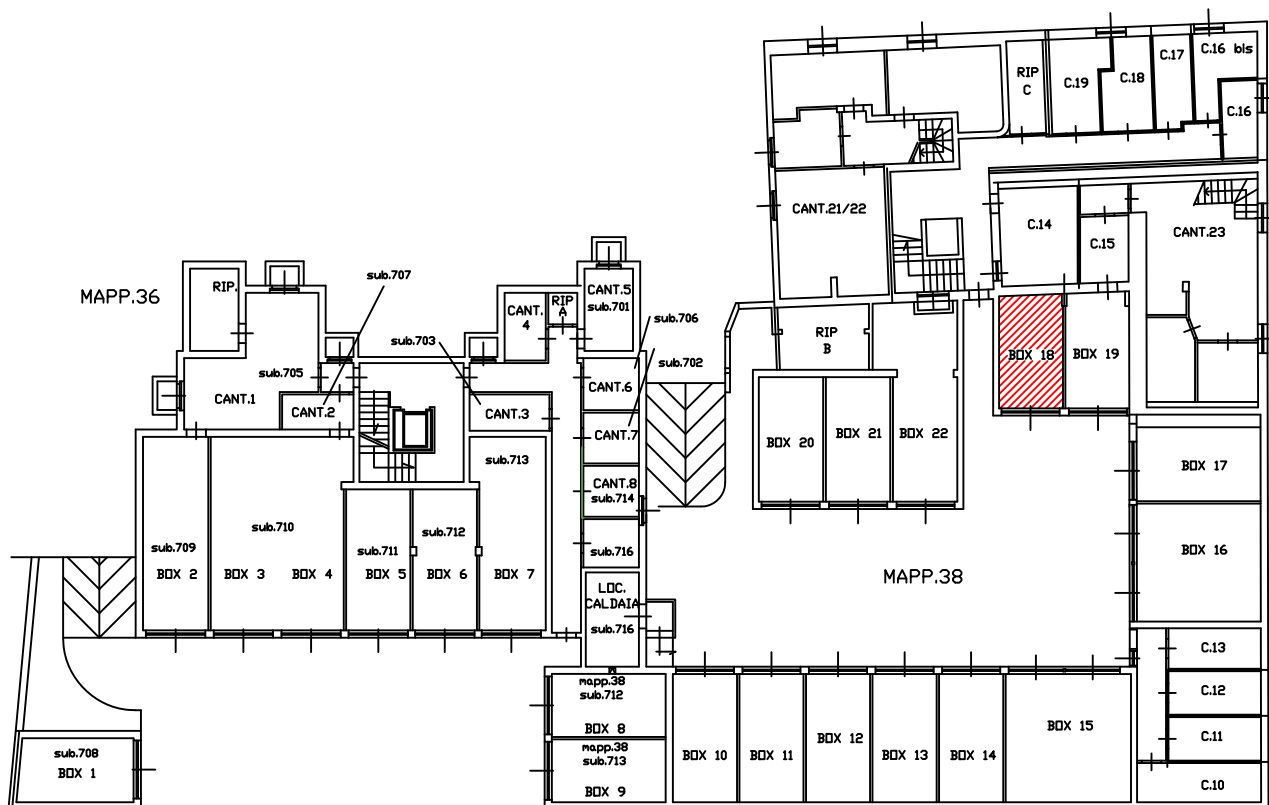 C.16 bis
C.17
RIP
C
C.19
C.18
C.16
CANT.21/22
C.14
C.15
CANT.23
MAPP.36
RIP.
sub.707
CANT.5
sub.701
CANT.
4
RIP
A
sub.706
sub.703
sub.702
RIP
B
BOX 18
BOX 19
sub.705
CANT.1
CANT.2
CANT.3
CANT.6
CANT.7
BOX 20
BOX 21
BOX 22
sub.713
CANT.8
sub.714
BOX 17
sub.710
sub.712
sub.709
sub.711
sub.716
BOX 16
BOX 2
BOX 3
BOX 4
BOX 5
BOX 6
BOX 7
MAPP.38
LOC.
CALDAIA
sub.716
C.13
C.12
mapp.38
sub.712
BOX 8
C.11
BOX 10
BOX 11
BOX 12
BOX 13
BOX 14
BOX 15
sub.708
BOX 1
mapp.38
sub.713
BOX 9
C.10